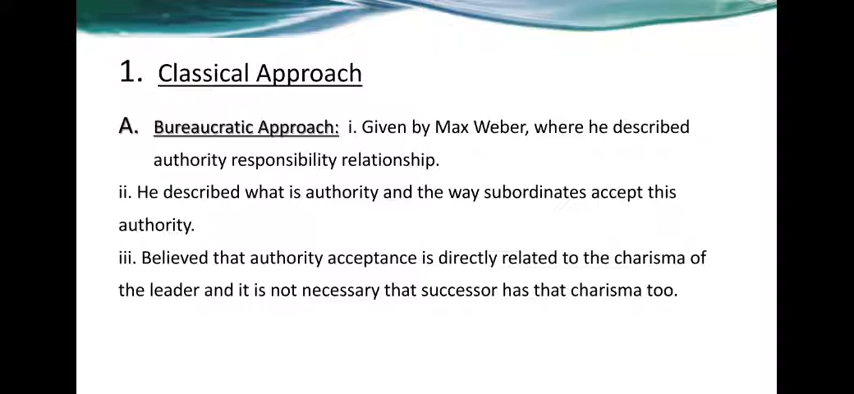 1. Classical Approach
A. Bureaucratic Approach: i. Given by Max Weber, where he described
authority responsibility relationship.
ii. He described what is authority and the way subordinates accept this
authority.
iii. Believed that authority acceptance is directly related to the charisma of
the leader and it is not necessary that successor has that charisma too.